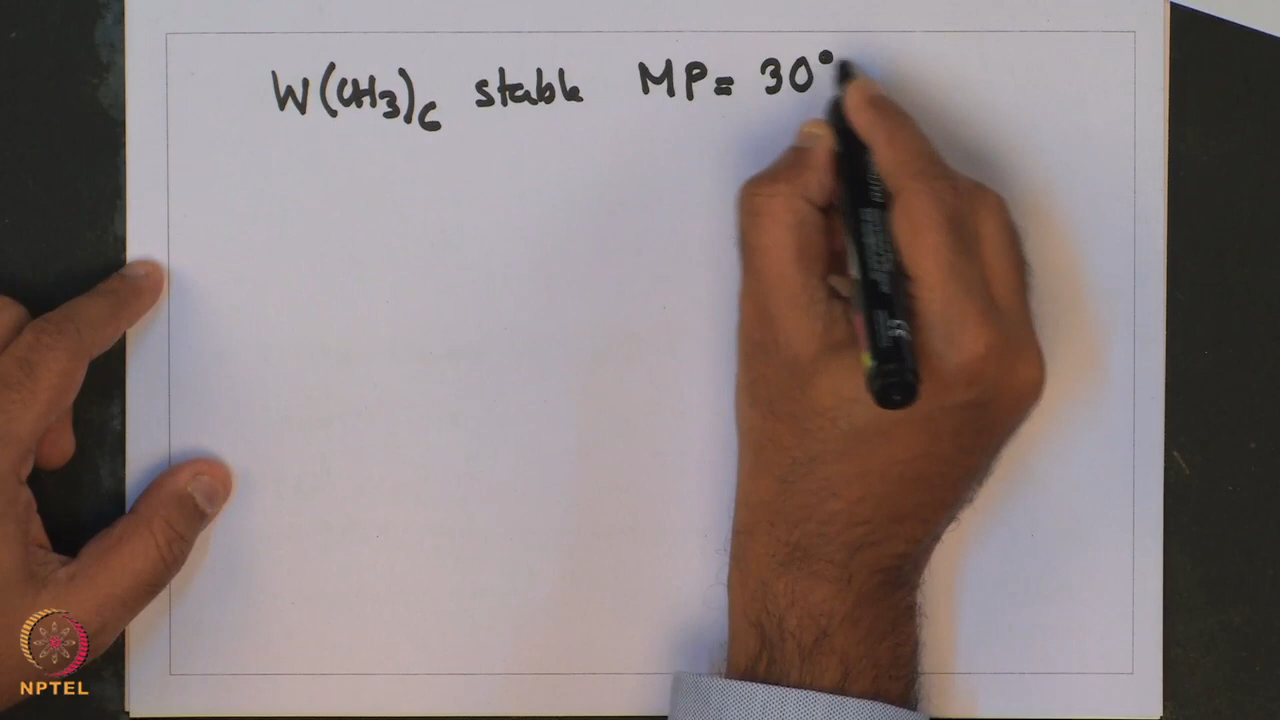 W(CH3)6 stable MP = 30°
NPTEL